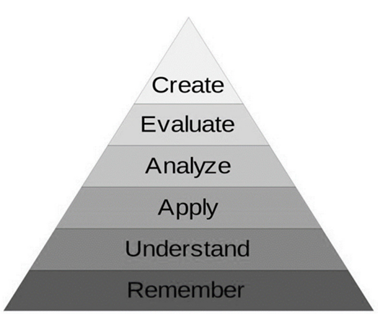 Create
Evaluate
Analyze
Apply
Understand
Remember